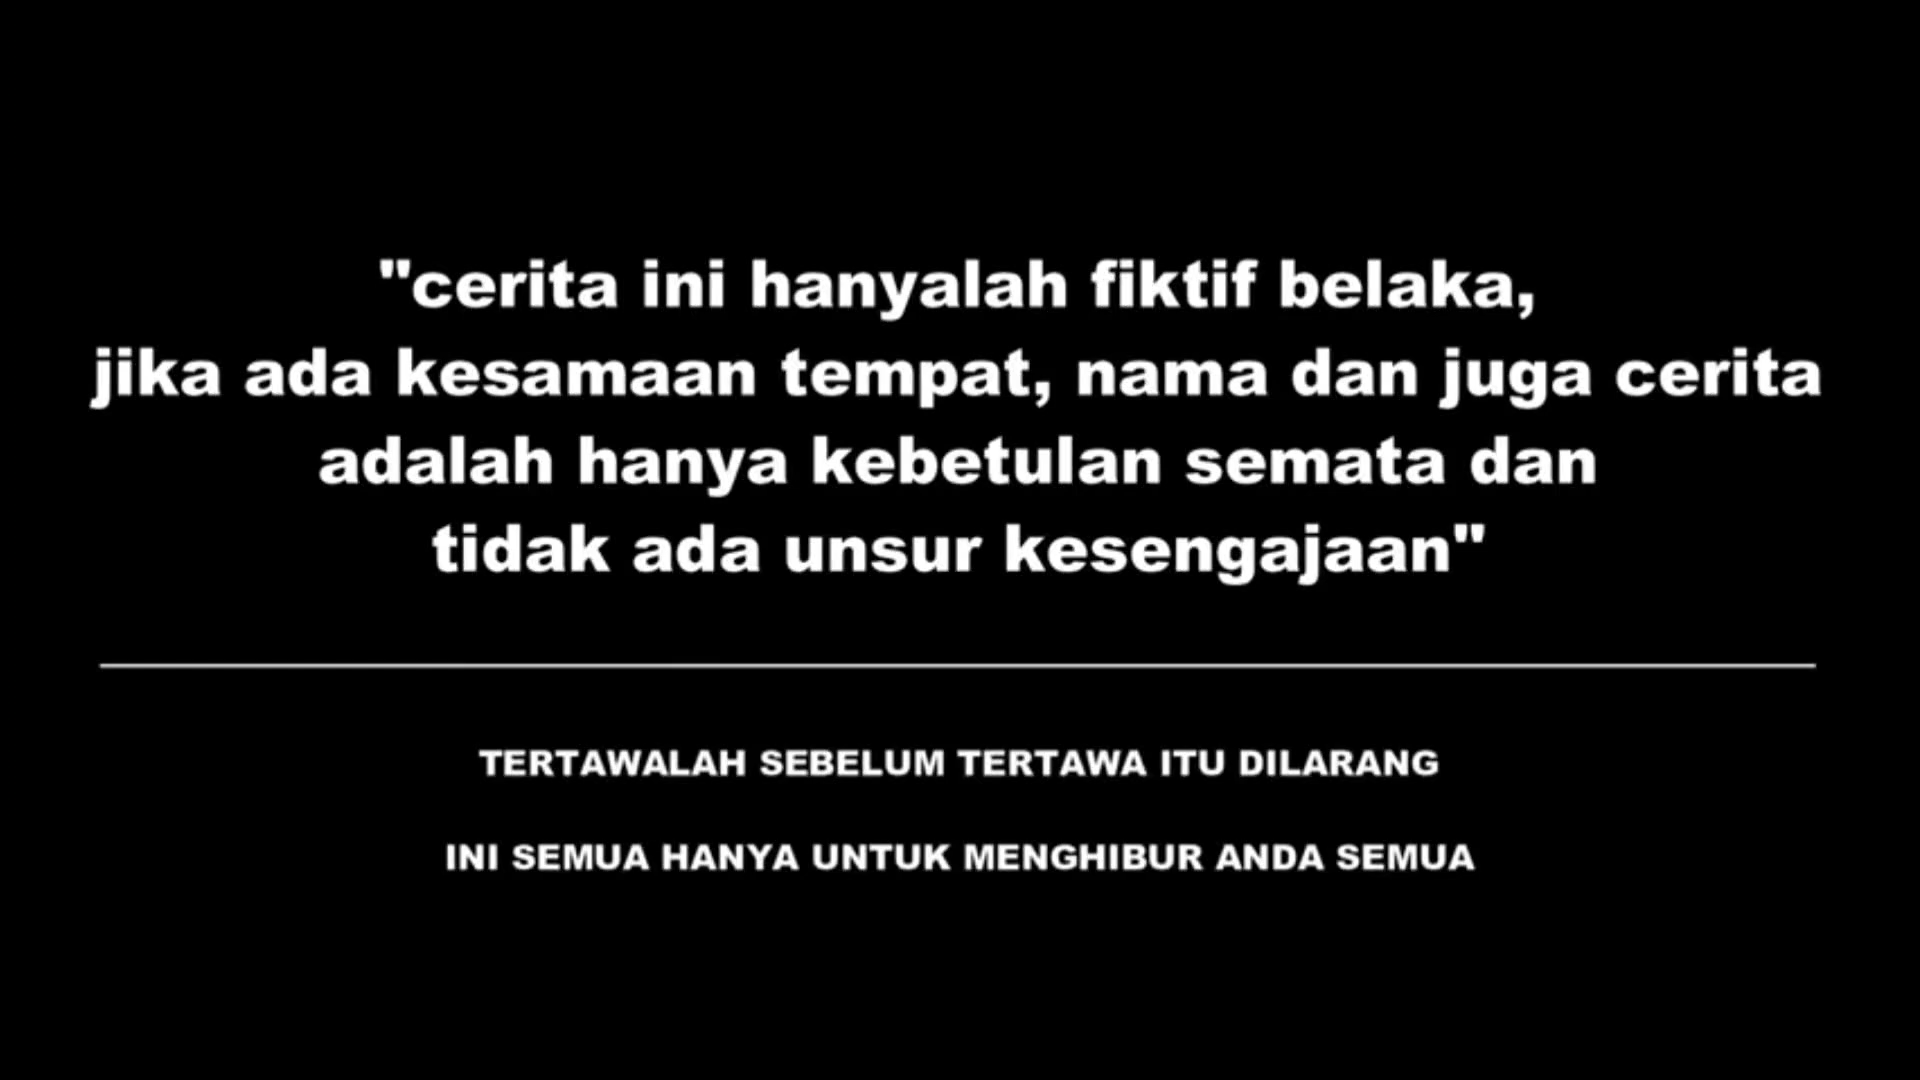 "cerita ini hanyalah fiktif belaka,
jika ada kesamaan tempat, nama dan juga cerita
adalah hanya kebetulan semata dan
tidak ada unsur kesengajaan"
TERTAWALAH SEBELUM TERTAWA ITU DILARANG
INI SEMUA HANYA UNTUK MENGHIBUR ANDA SEMUA